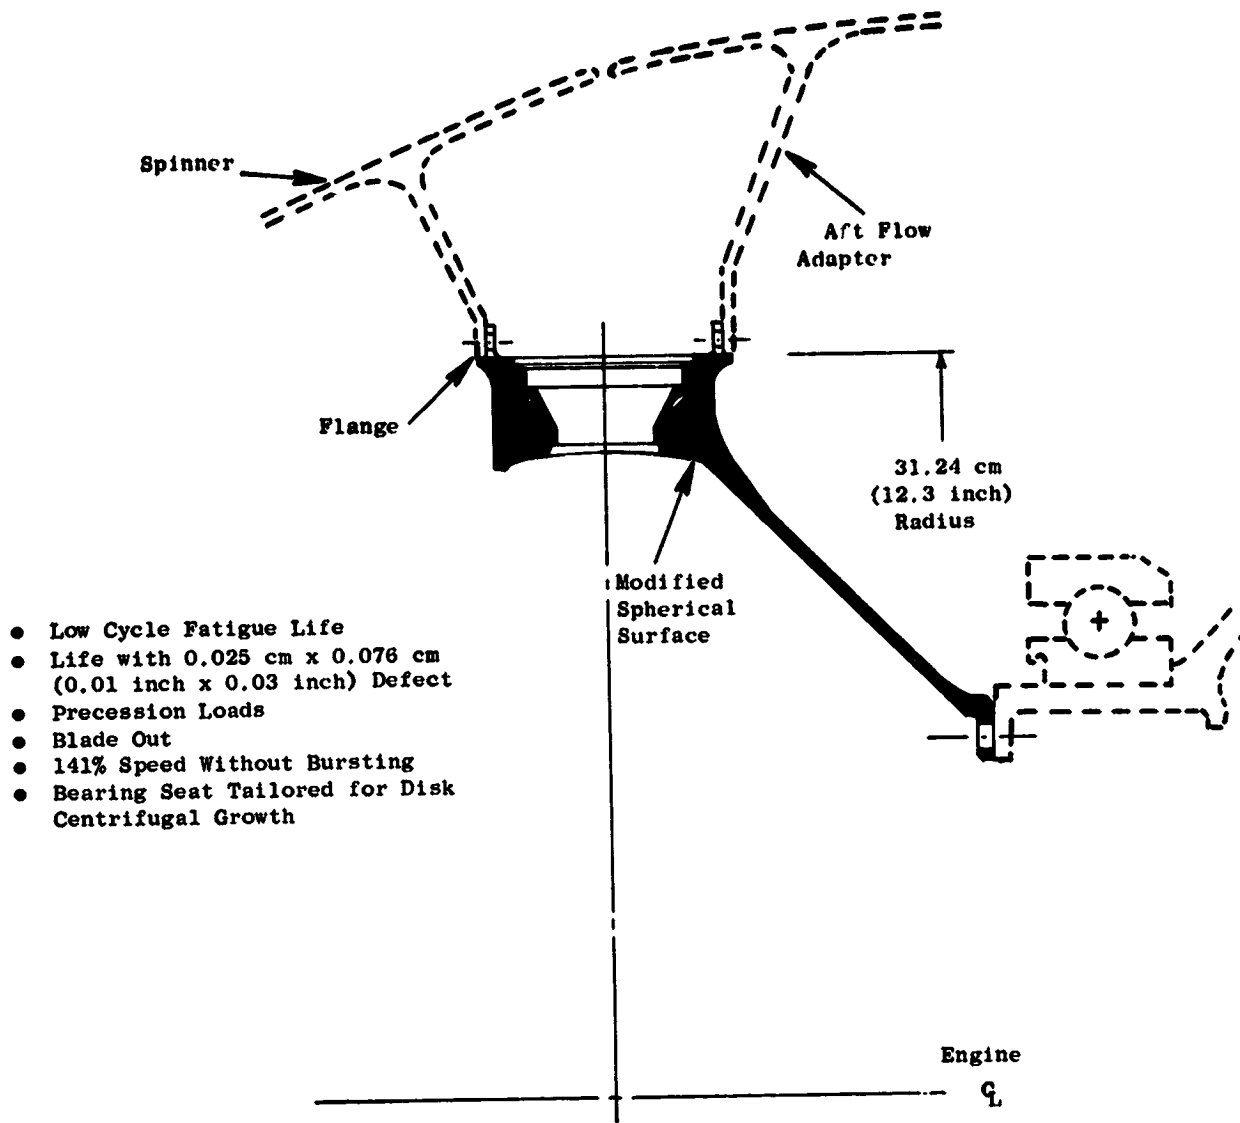 Spinner
Aft Flow
Adapter
Flange
31.24 cm
(12.3 inch)
Radius
Modified
Spherical
Surface
● Low Cycle Fatigue Life
● Life with 0.025 cm x 0.076 cm
(0.01 inch x 0.03 inch) Defect
● Precession Loads
● Blade Out
● 141% Speed Without Bursting
● Bearing Seat Tailored for Disk
Centrifugal Growth
Engine
℄